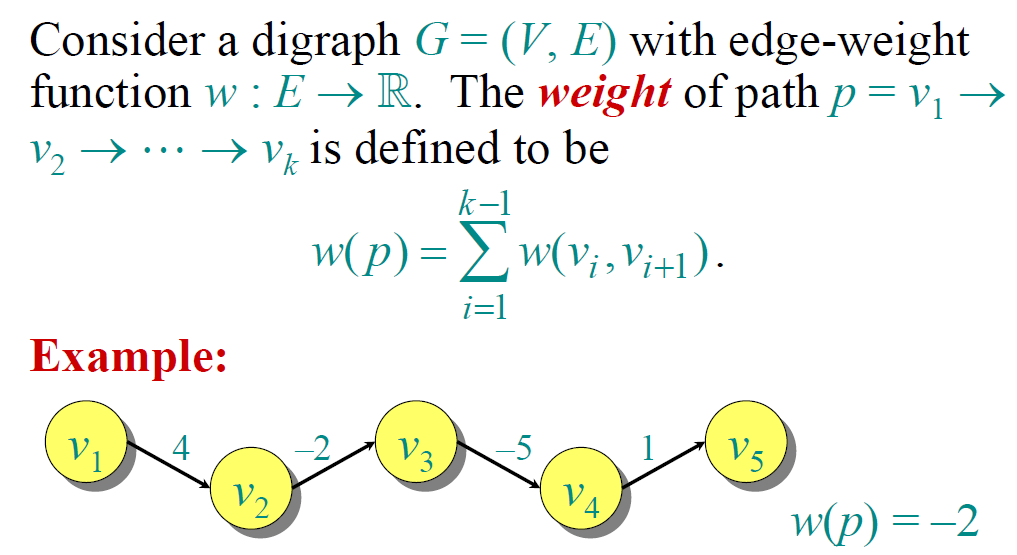 Consider a digraph G = (V, E) with edge-weight
function w : E → ℝ. The weight of path p = v₁ →
v₂ → ⋯ → vₖ is defined to be
k–1
w(p) = ∑ w(vᵢ, vᵢ₊₁).
i=1
Example:
v₁ 4 v₂ –2 v₃ –5 v₄ 1 v₅
w(p) = –2